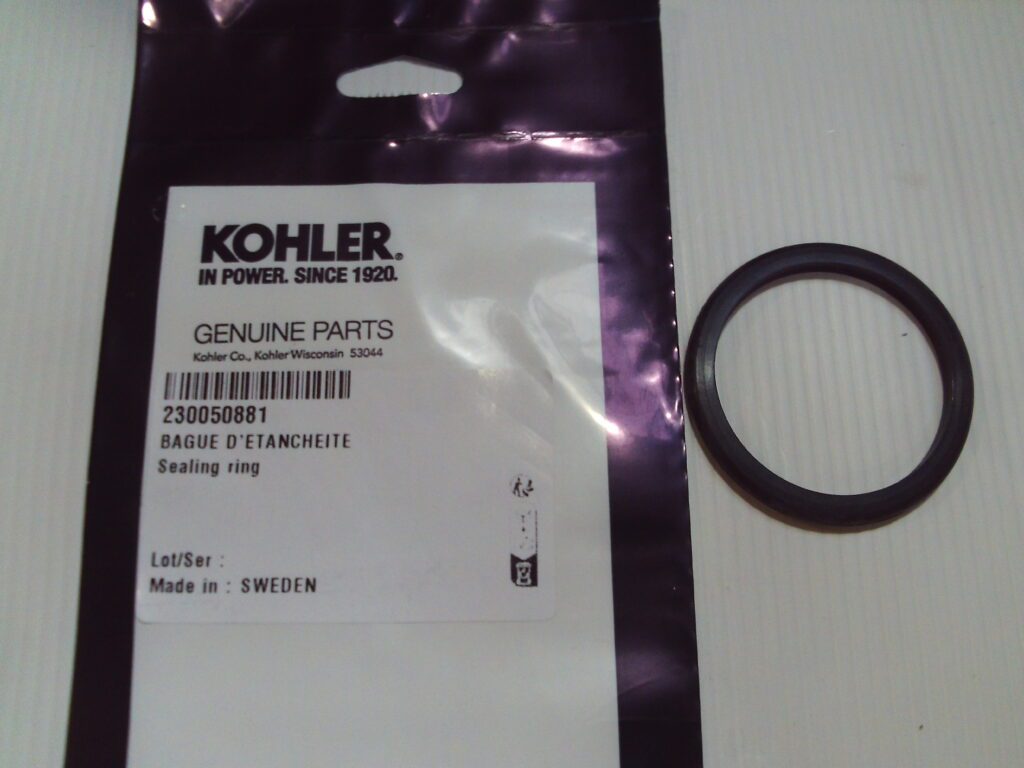 KOHLER®
IN POWER. SINCE 1920.
GENUINE PARTS
Kohler Co., Kohler Wisconsin 53044
230050881
BAGUE D'ETANCHEITE
Sealing ring
Lot/Ser :
Made in : SWEDEN